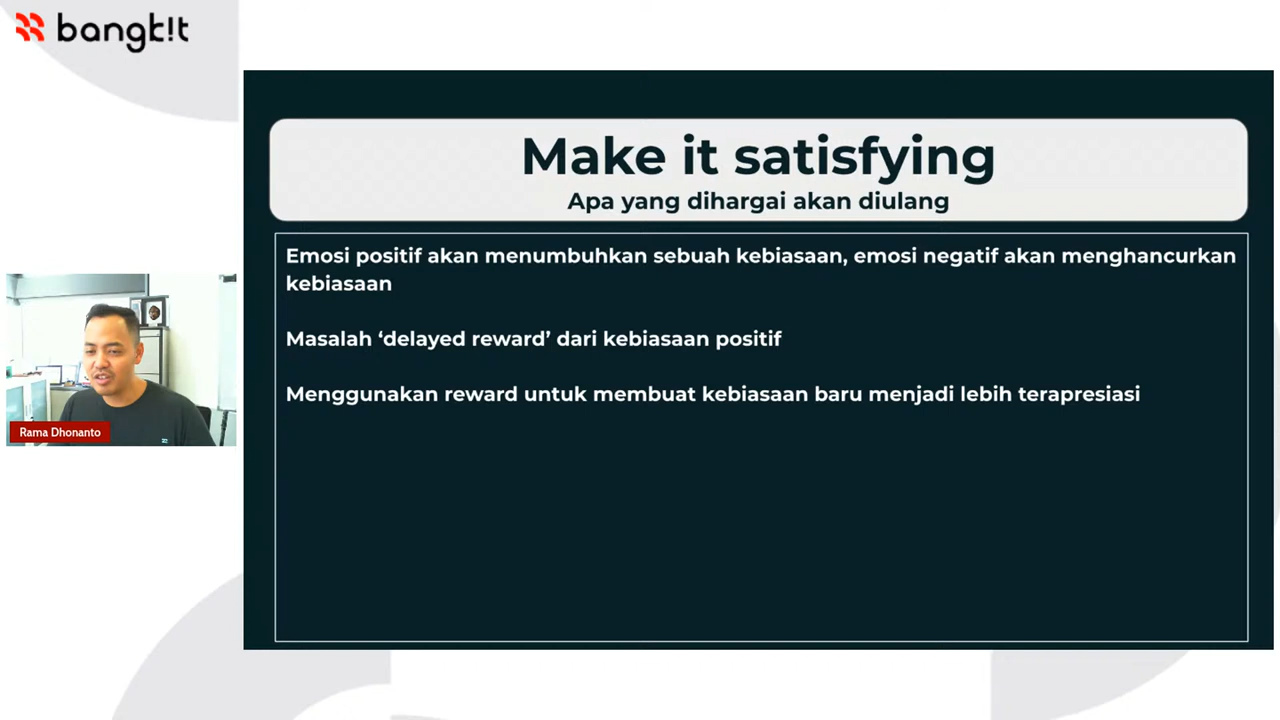 bangk!t
Make it satisfying
Apa yang dihargai akan diulang
Emosi positif akan menumbuhkan sebuah kebiasaan, emosi negatif akan menghancurkan
kebiasaan
Masalah ‘delayed reward’ dari kebiasaan positif
Menggunakan reward untuk membuat kebiasaan baru menjadi lebih terapresiasi
Rama Dhonanto